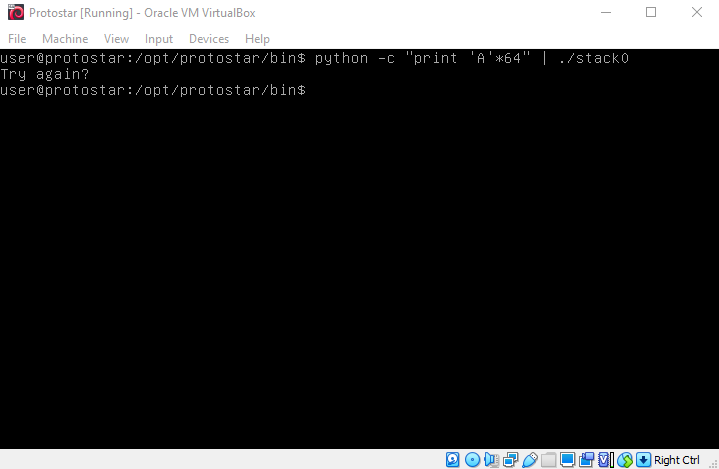 Protostar [Running] - Oracle VM VirtualBox
File Machine View Input Devices Help
user@protostar:/opt/protostar/bin$ python -c "print 'A'*64" | ./stack0
Try again?
user@protostar:/opt/protostar/bin$
Right Ctrl